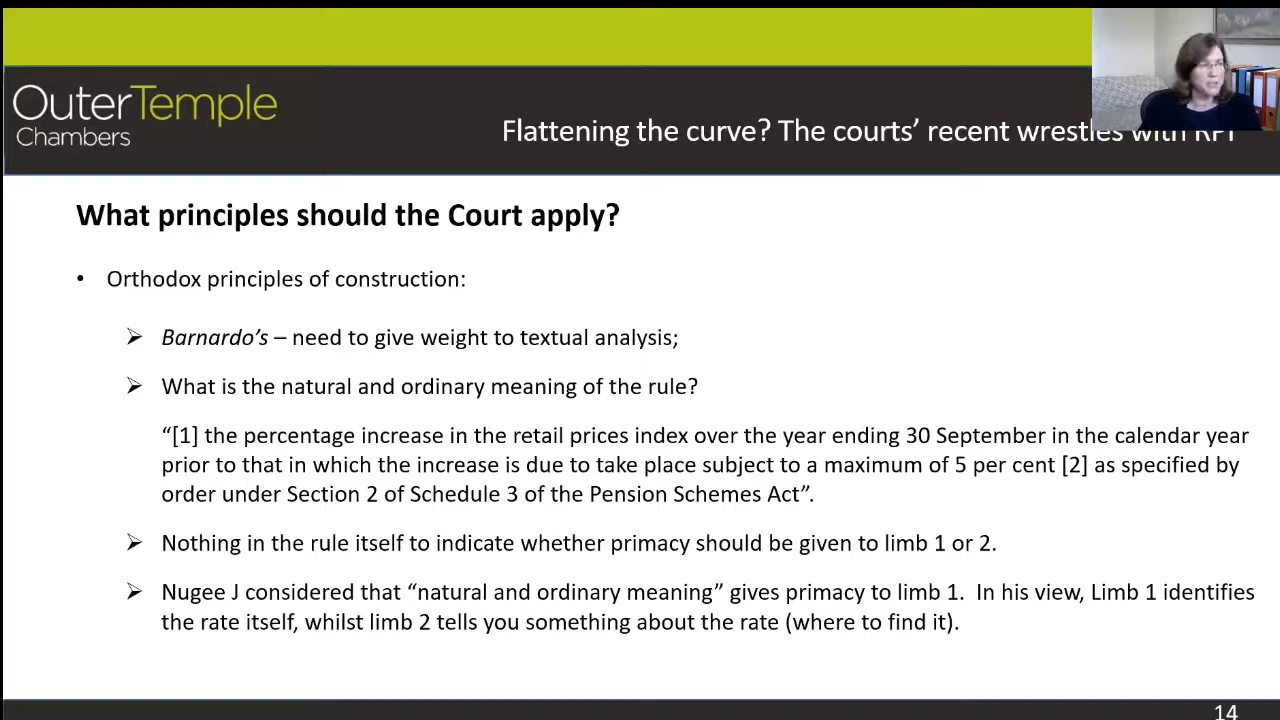 OuterTemple
Chambers
Flattening the curve? The courts’ recent wrestles with RPI
What principles should the Court apply?
• Orthodox principles of construction:
➢ Barnardo’s – need to give weight to textual analysis;
➢ What is the natural and ordinary meaning of the rule?
“[1] the percentage increase in the retail prices index over the year ending 30 September in the calendar year
prior to that in which the increase is due to take place subject to a maximum of 5 per cent [2] as specified by
order under Section 2 of Schedule 3 of the Pension Schemes Act”.
➢ Nothing in the rule itself to indicate whether primacy should be given to limb 1 or 2.
➢ Nugee J considered that “natural and ordinary meaning” gives primacy to limb 1.  In his view, Limb 1 identifies
the rate itself, whilst limb 2 tells you something about the rate (where to find it).
14